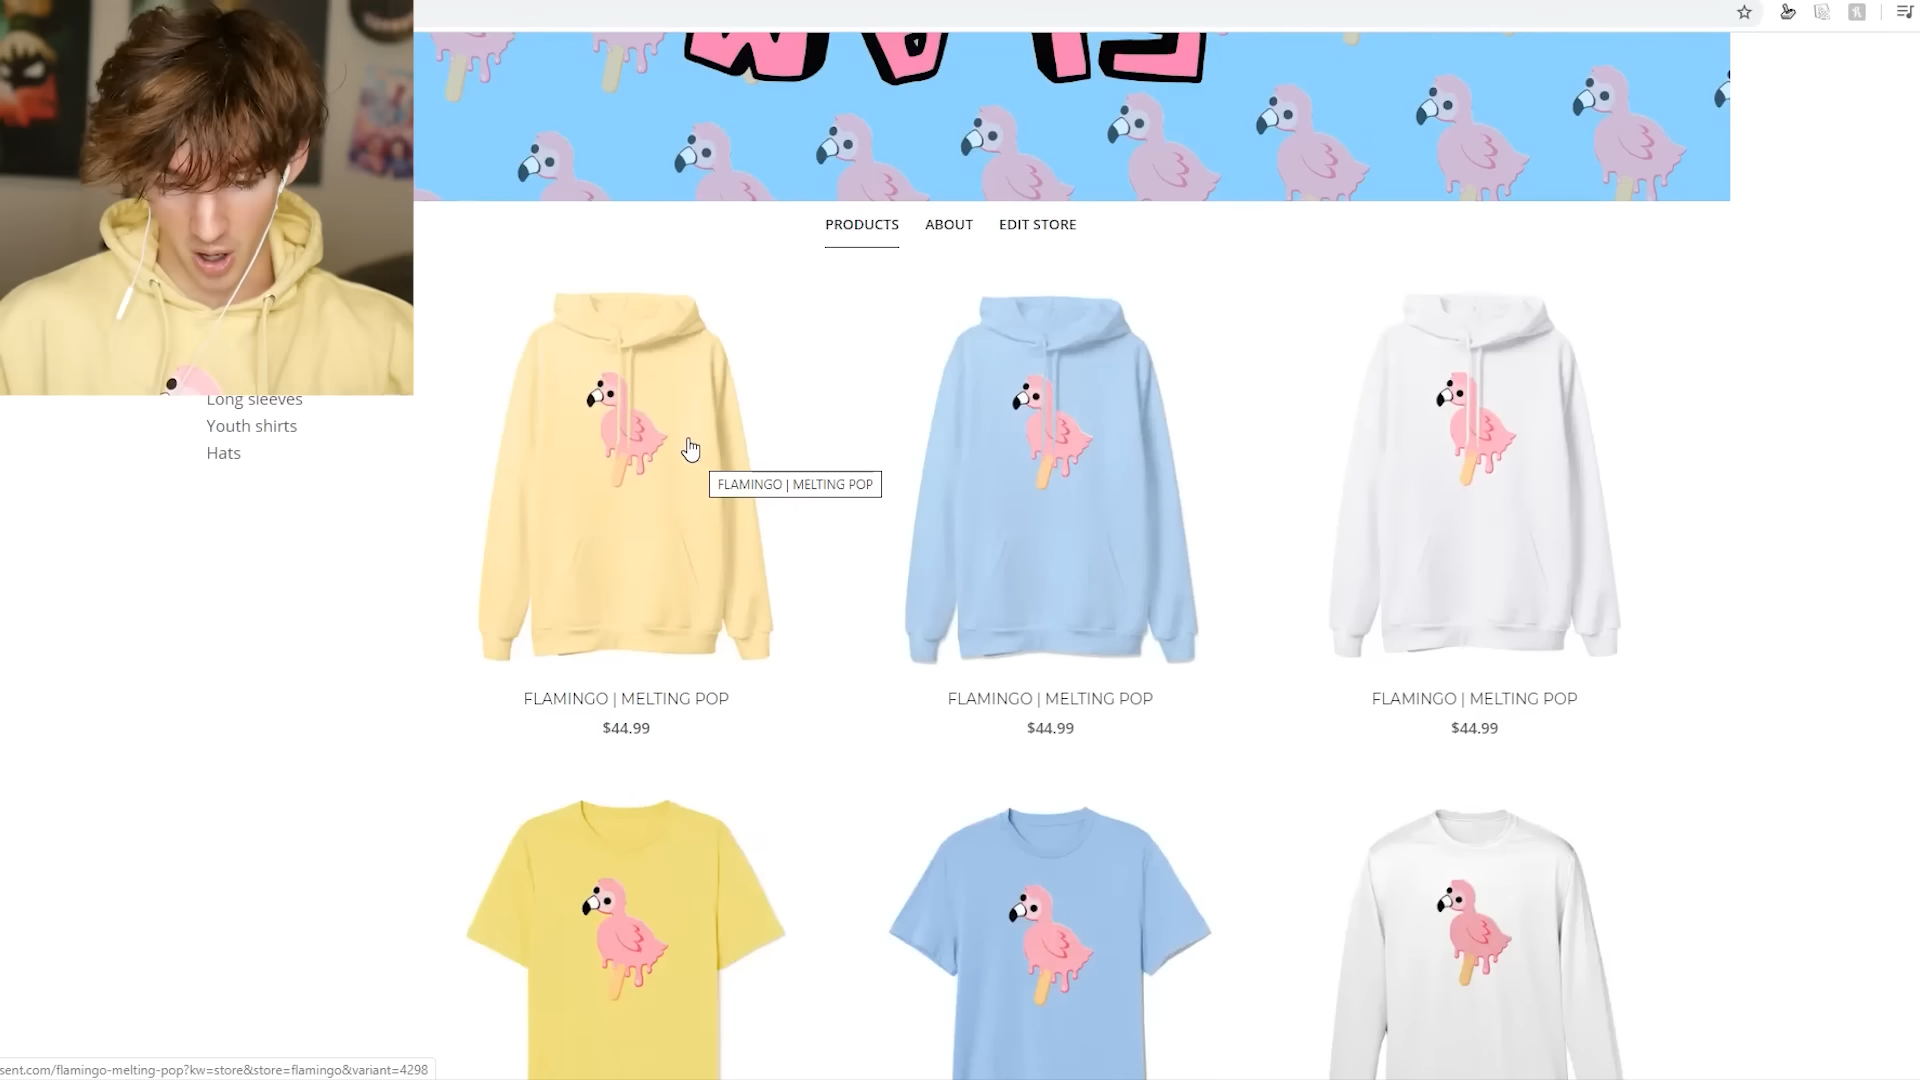 PRODUCTS ABOUT EDIT STORE
Long sleeves
Youth shirts
Hats
FLAMINGO | MELTING POP
FLAMINGO | MELTING POP FLAMINGO | MELTING POP FLAMINGO | MELTING POP
$44.99 $44.99 $44.99
sent.com/flamingo-melting-pop?kw=store&store=flamingo&variant=4298